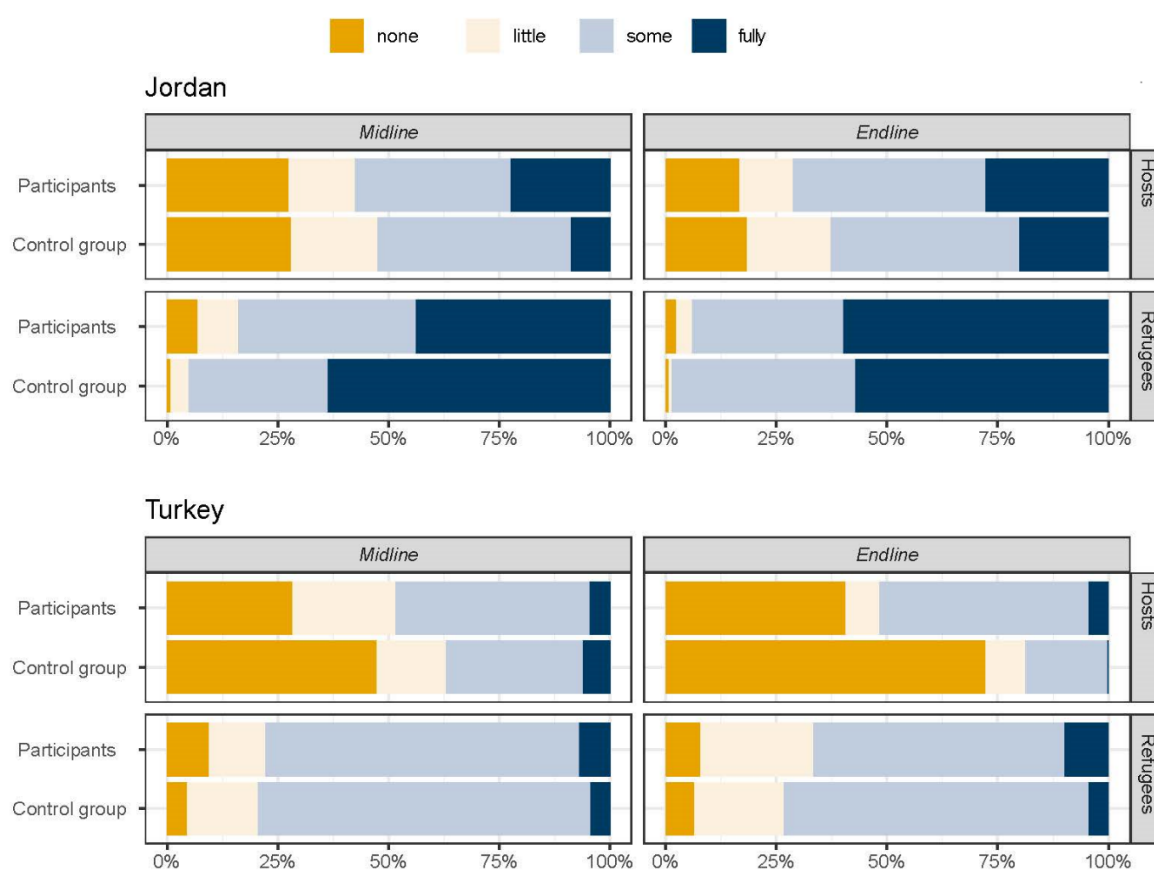 none little some fully
Jordan
Midline Endline
Hosts
Participants
Control group
Refugees
Participants
Control group
0% 25% 50% 75% 100% 0% 25% 50% 75% 100%
Turkey
Midline Endline
Hosts
Participants
Control group
Refugees
Participants
Control group
0% 25% 50% 75% 100% 0% 25% 50% 75% 100%